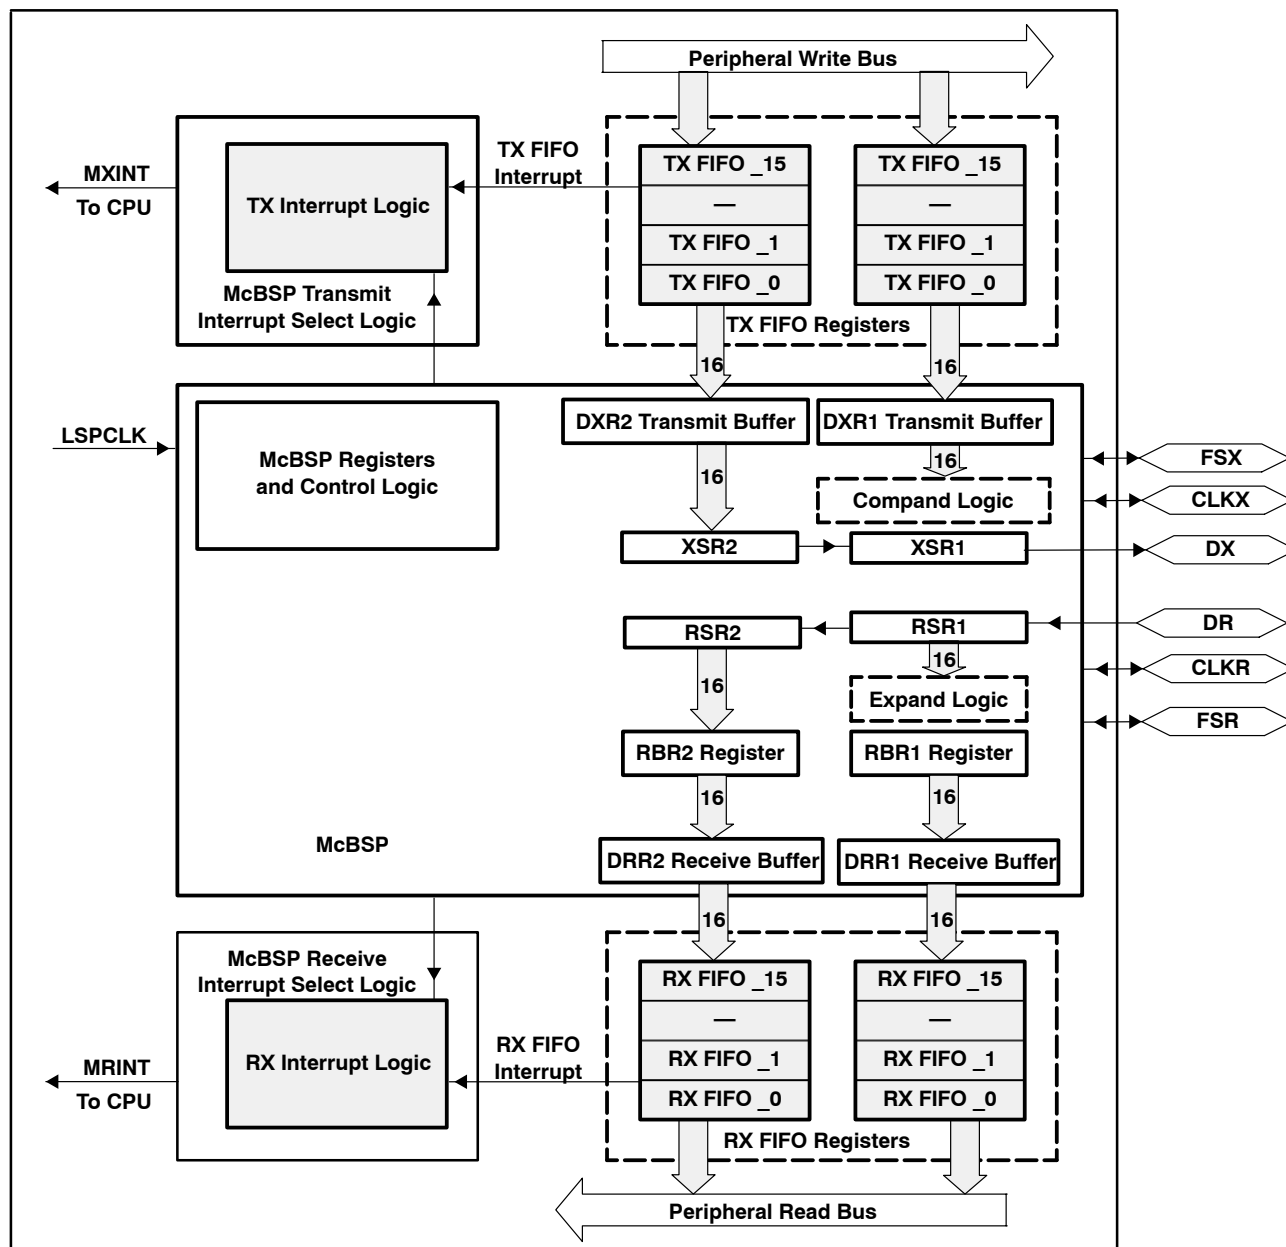 Peripheral Write Bus
TX FIFO
Interrupt
MXINT
To CPU
TX Interrupt Logic
McBSP Transmit
Interrupt Select Logic
TX FIFO _15
—
TX FIFO _1
TX FIFO _0
TX FIFO _15
—
TX FIFO _1
TX FIFO _0
TX FIFO Registers
16
16
LSPCLK
McBSP Registers
and Control Logic
DXR2 Transmit Buffer
DXR1 Transmit Buffer
16
16
Compand Logic
XSR2
XSR1
RSR2
RSR1
16
16
Expand Logic
RBR2 Register
RBR1 Register
16
16
McBSP
DRR2 Receive Buffer
DRR1 Receive Buffer
FSX
CLKX
DX
DR
CLKR
FSR
16
16
McBSP Receive
Interrupt Select Logic
RX Interrupt Logic
MRINT
To CPU
RX FIFO
Interrupt
RX FIFO _15
—
RX FIFO _1
RX FIFO _0
RX FIFO _15
—
RX FIFO _1
RX FIFO _0
RX FIFO Registers
Peripheral Read Bus